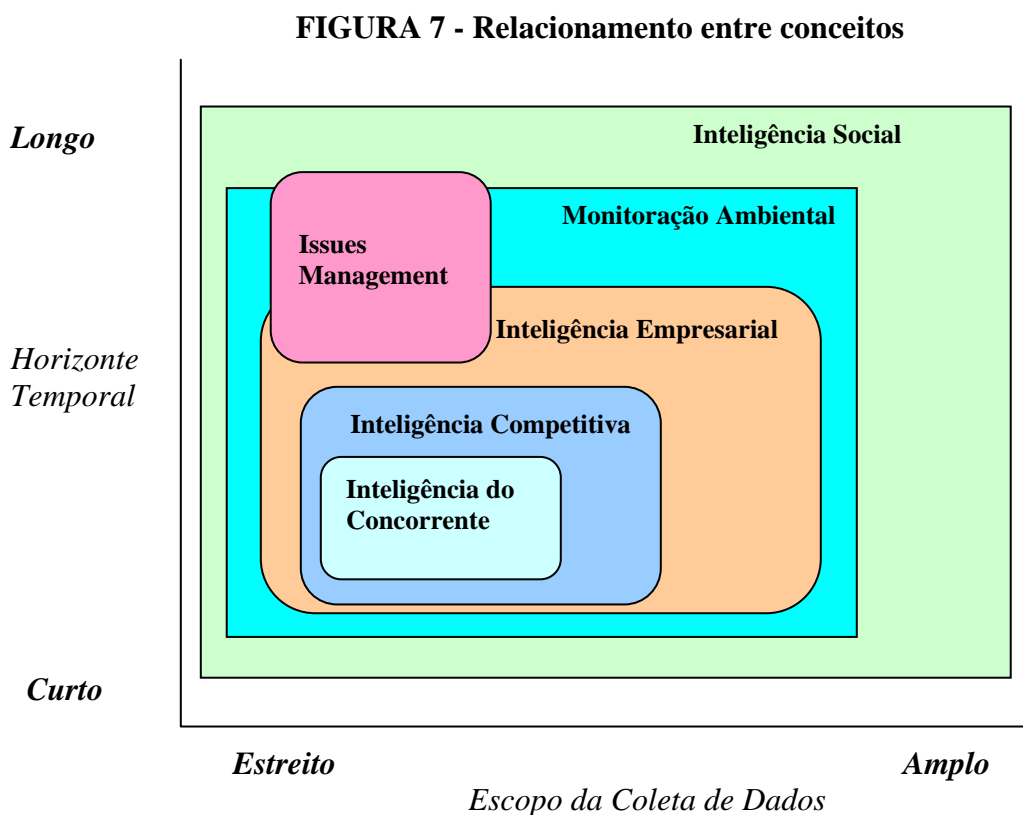 FIGURA 7 - Relacionamento entre conceitos
Longo
Inteligência Social
Monitoração Ambiental
Issues
Management
Inteligência Empresarial
Horizonte
Temporal
Inteligência Competitiva
Inteligência do
Concorrente
Curto
Estreito
Amplo
Escopo da Coleta de Dados